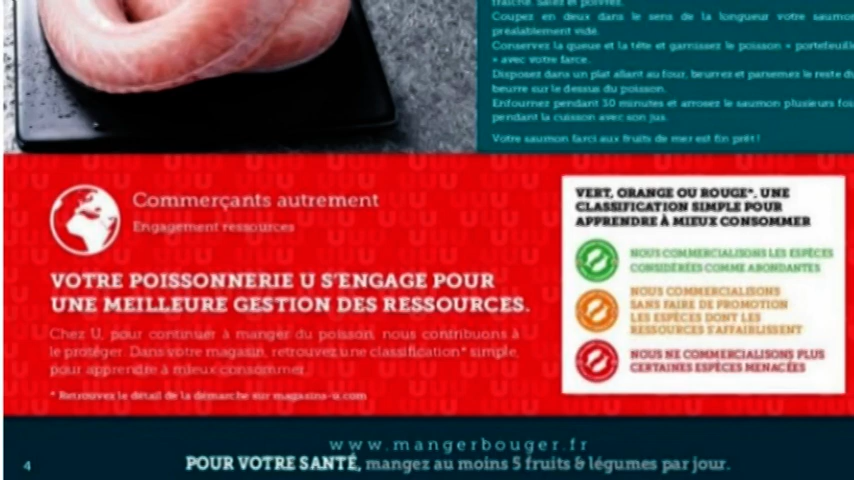 fraîche. Salez et poivrez.
Coupez en deux dans le sens de la longueur votre saumon
préalablement vidé.
Conservez la queue et la tête et garnissez le poisson « portefeuille
» avec votre farce.
Disposez dans un plat allant au four, beurrez et parsemez le reste du
beurre sur le dessus du poisson.
Enfournez pendant 30 minutes et arrosez le saumon plusieurs fois
pendant la cuisson avec son jus.
Votre saumon farci aux fruits de mer est fin prêt !
Commerçants autrement
Engagement ressources
VOTRE POISSONNERIE U S'ENGAGE POUR
UNE MEILLEURE GESTION DES RESSOURCES.
Chez U, pour continuer à manger du poisson, nous contribuons à
le protéger. Dans votre magasin, retrouvez une classification* simple,
pour apprendre à mieux consommer.
* Retrouvez le détail de la démarche sur magasins-u.com
VERT, ORANGE OU ROUGE*, UNE
CLASSIFICATION SIMPLE POUR
APPRENDRE À MIEUX CONSOMMER
NOUS COMMERCIALISONS LES ESPÈCES
CONSIDÉRÉES COMME ABONDANTES
NOUS COMMERCIALISONS
SANS FAIRE DE PROMOTION
LES ESPÈCES DONT LES
RESSOURCES S'AFFAIBLISSENT
NOUS NE COMMERCIALISONS PLUS
CERTAINES ESPÈCES MENACÉES
www.mangerbouger.fr
4
POUR VOTRE SANTÉ, mangez au moins 5 fruits & légumes par jour.